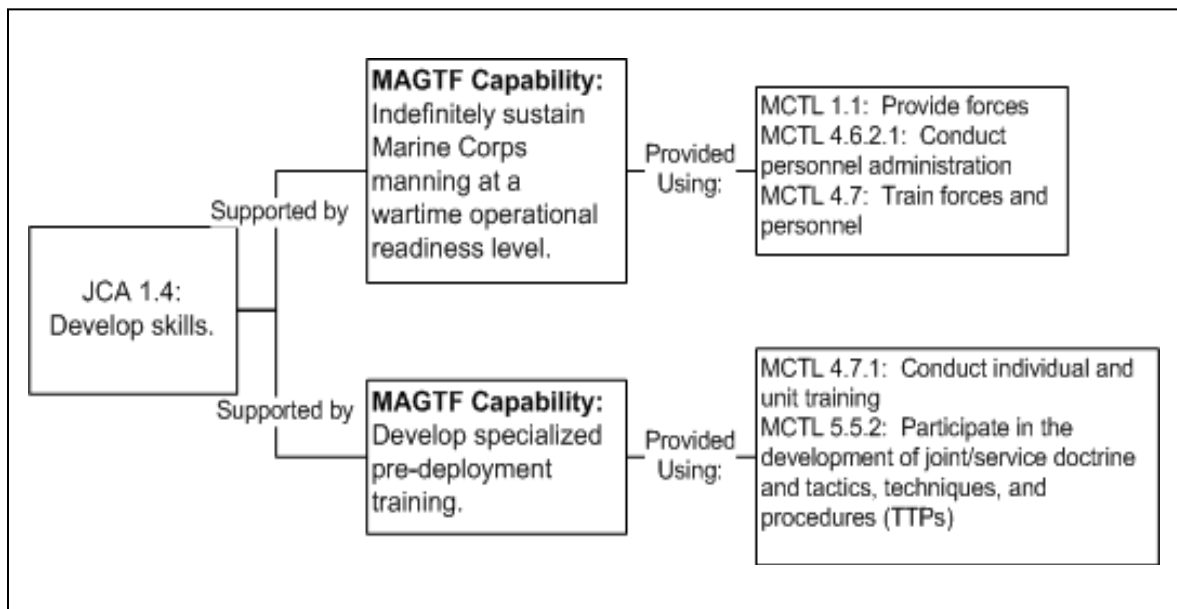 JCA 1.4:
Develop skills.
Supported by
MAGTF Capability:
Indefinitely sustain
Marine Corps
manning at a
wartime operational
readiness level.
Provided
Using:
MCTL 1.1:  Provide forces
MCTL 4.6.2.1:  Conduct
personnel administration
MCTL 4.7:  Train forces and
personnel
Supported by
MAGTF Capability:
Develop specialized
pre-deployment
training.
Provided
Using:
MCTL 4.7.1:  Conduct individual and
unit training
MCTL 5.5.2:  Participate in the
development of joint/service doctrine
and tactics, techniques, and
procedures (TTPs)